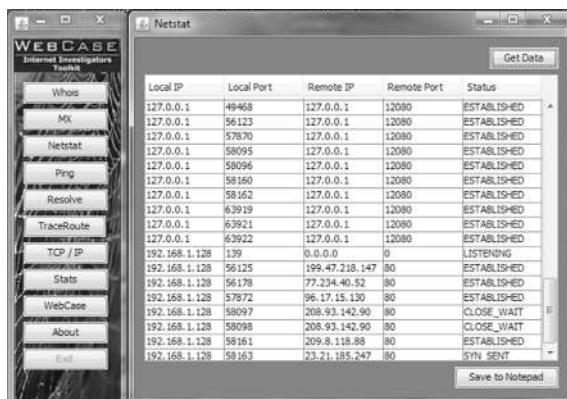 WEBCASE
Internet Investigators
Toolkit
Whois
MX
Netstat
Ping
Resolve
TraceRoute
TCP / IP
Stats
WebCase
About
Exit
Netstat
Get Data
Local IP Local Port Remote IP Remote Port Status
127.0.0.1 49468 127.0.0.1 12080 ESTABLISHED
127.0.0.1 56123 127.0.0.1 12080 ESTABLISHED
127.0.0.1 57870 127.0.0.1 12080 ESTABLISHED
127.0.0.1 58095 127.0.0.1 12080 ESTABLISHED
127.0.0.1 58096 127.0.0.1 12080 ESTABLISHED
127.0.0.1 58160 127.0.0.1 12080 ESTABLISHED
127.0.0.1 58162 127.0.0.1 12080 ESTABLISHED
127.0.0.1 63919 127.0.0.1 12080 ESTABLISHED
127.0.0.1 63921 127.0.0.1 12080 ESTABLISHED
127.0.0.1 63922 127.0.0.1 12080 ESTABLISHED
192.168.1.128 139 0.0.0.0 0 LISTENING
192.168.1.128 56125 199.47.218.147 80 ESTABLISHED
192.168.1.128 56178 77.234.40.52 80 ESTABLISHED
192.168.1.128 57872 96.17.15.130 80 ESTABLISHED
192.168.1.128 58097 208.93.142.90 80 CLOSE_WAIT
192.168.1.128 58098 208.93.142.90 80 CLOSE_WAIT
192.168.1.128 58161 209.8.118.88 80 ESTABLISHED
192.168.1.128 58163 23.21.185.247 80 SYN_SENT
Save to Notepad